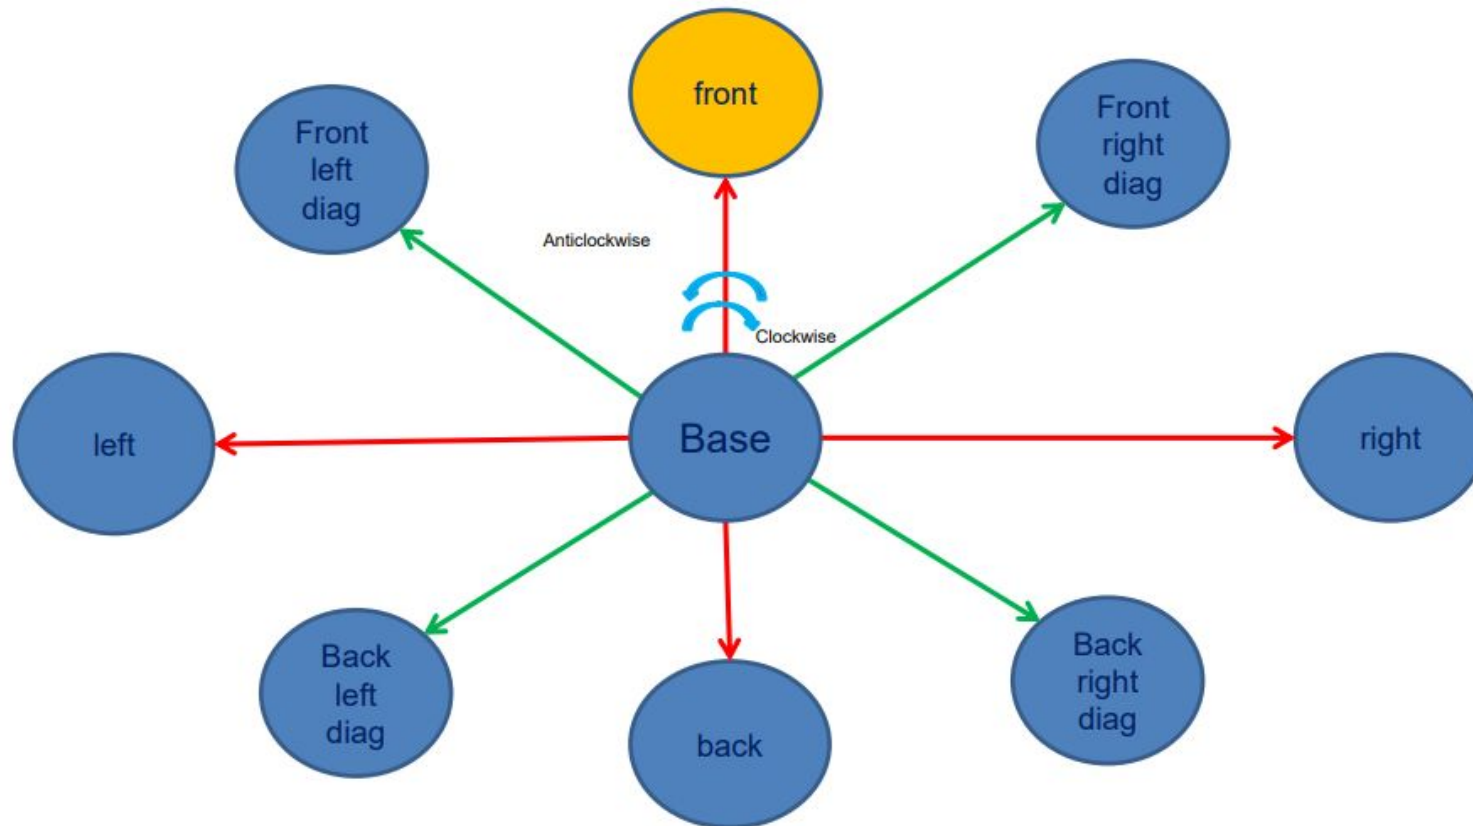 front
Front
left
diag
Front
right
diag
Anticlockwise
Clockwise
left
Base
right
Back
left
diag
back
Back
right
diag